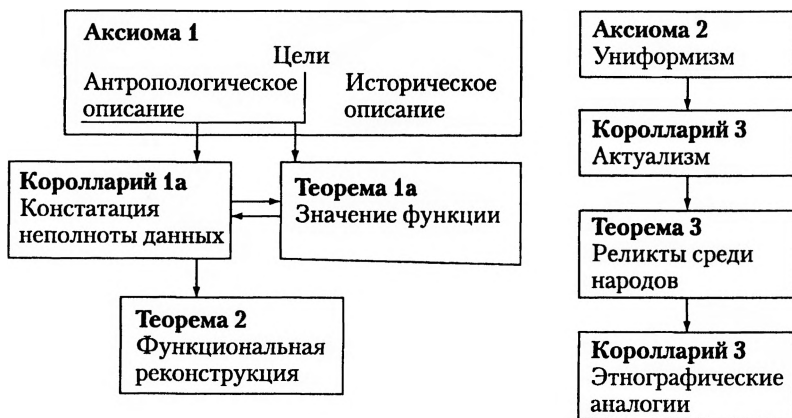 Аксиома 1
Цели
Антропологическое
описание
Историческое
описание
Королларий 1а
Констатация
неполноты данных
Теорема 1а
Значение функции
Теорема 2
Функциональная
реконструкция
Аксиома 2
Униформизм
Королларий 3
Актуализм
Теорема 3
Реликты среди
народов
Королларий 3
Этнографические
аналогии